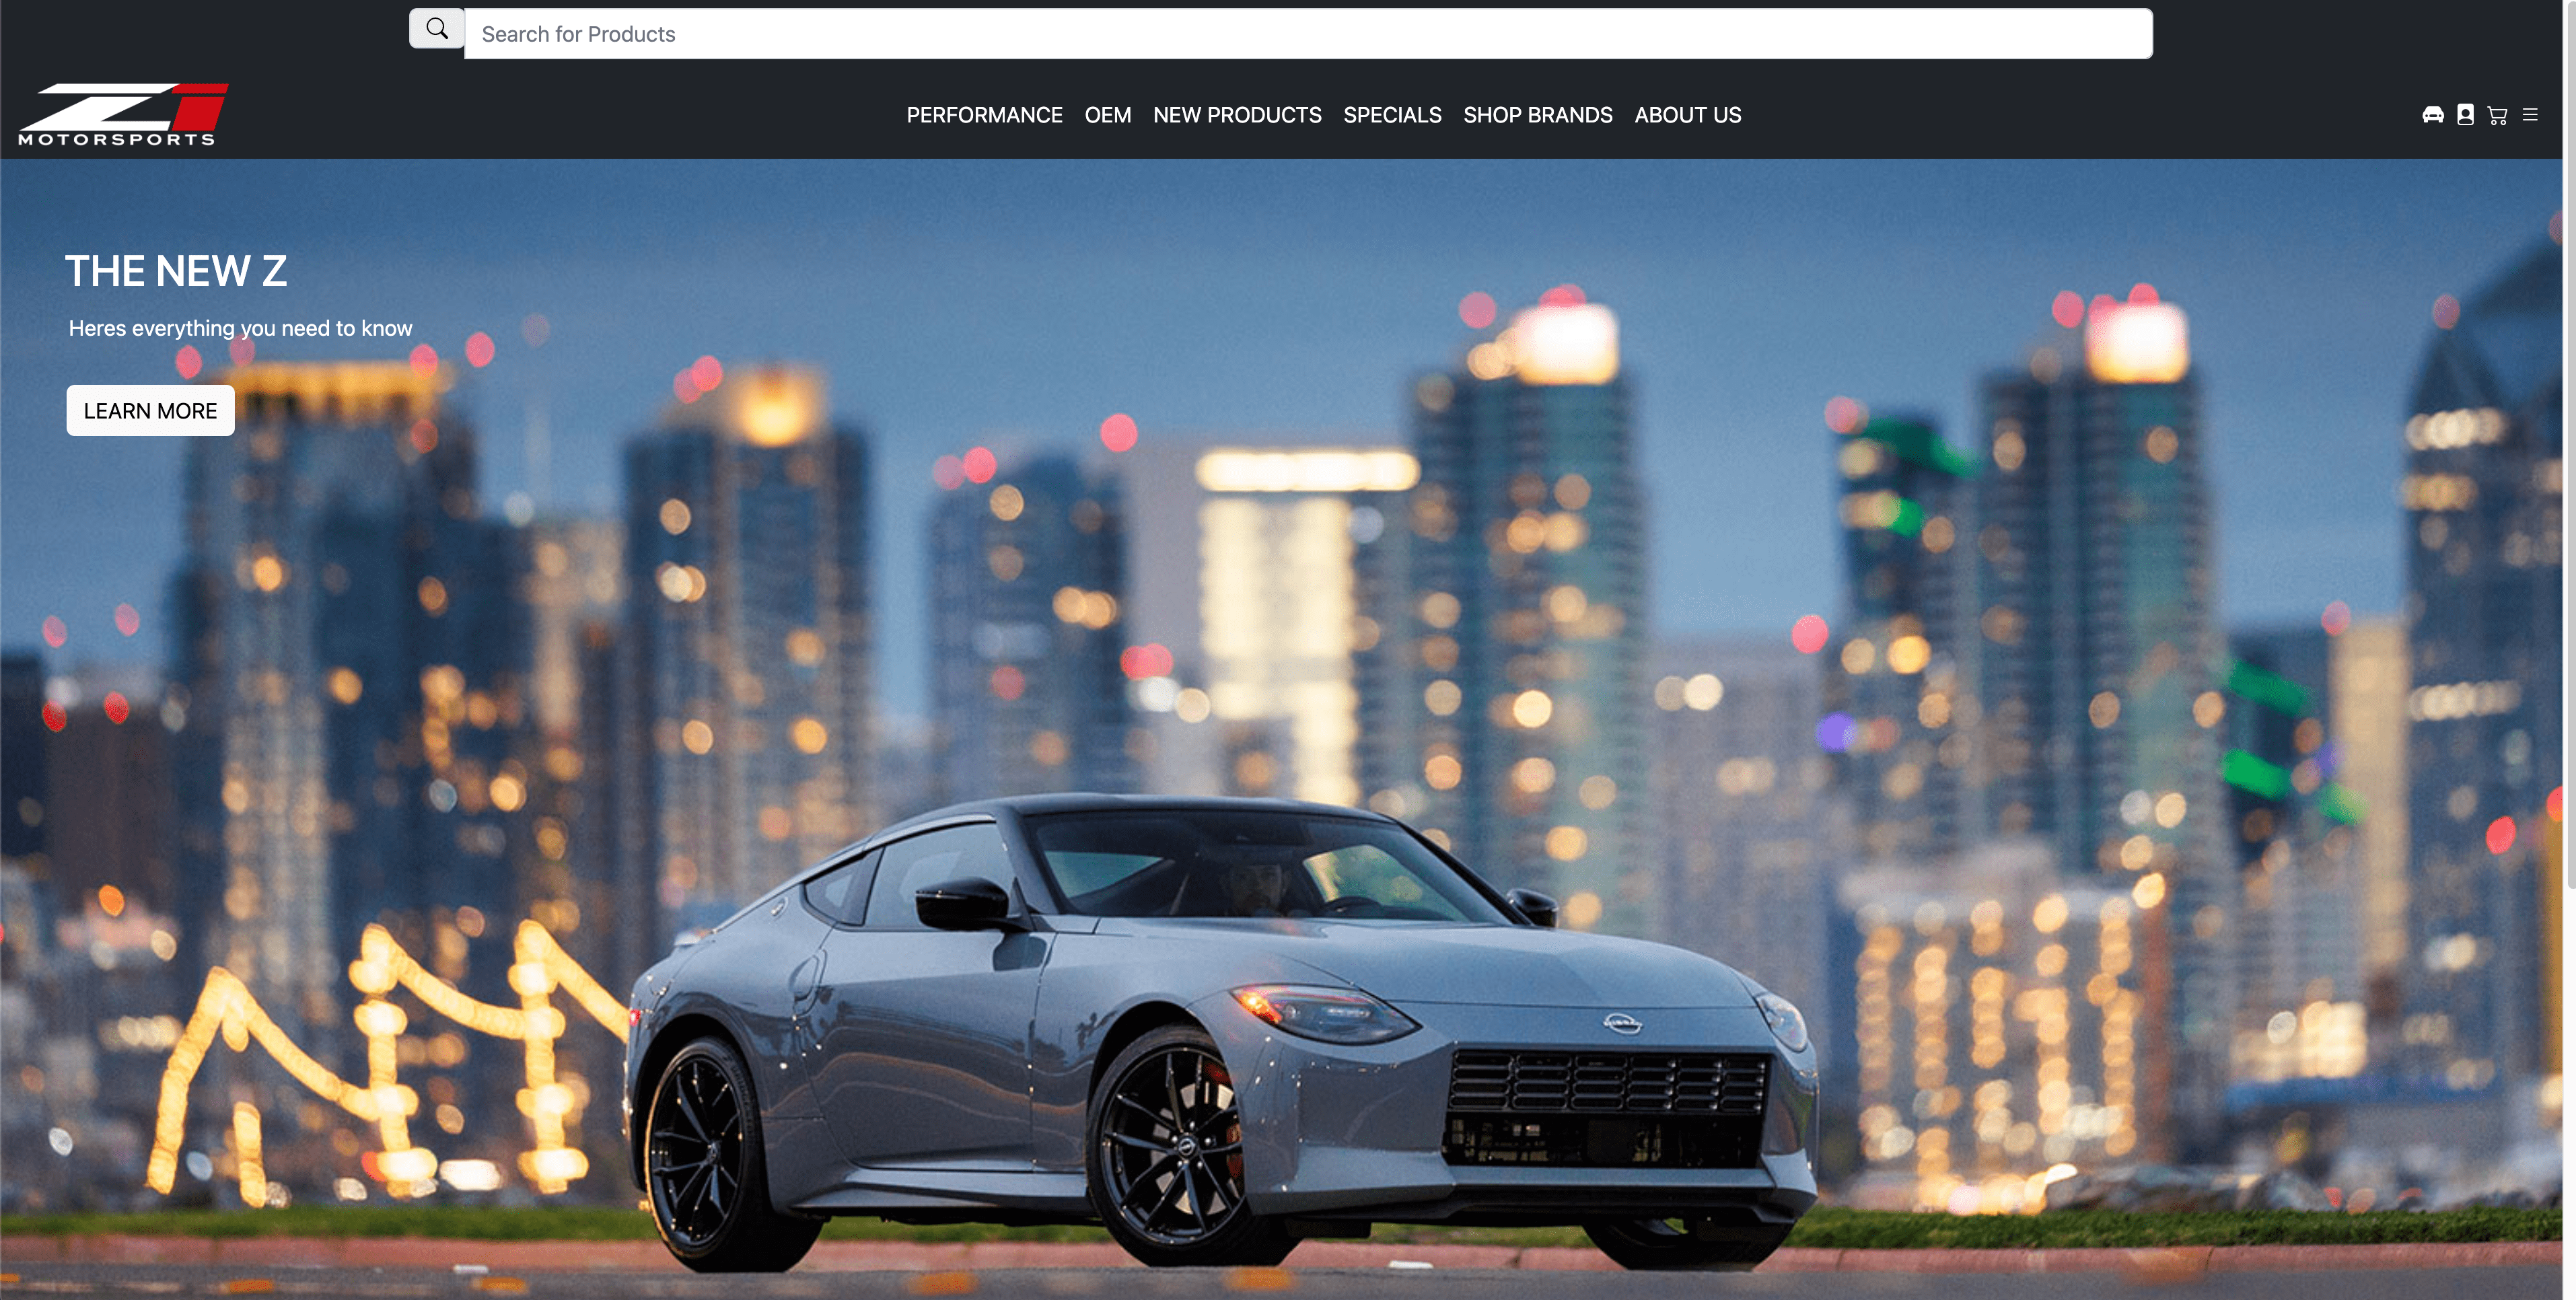 Search for Products
Z1
MOTORSPORTS
PERFORMANCE OEM NEW PRODUCTS SPECIALS SHOP BRANDS ABOUT US
THE NEW Z
Heres everything you need to know
LEARN MORE